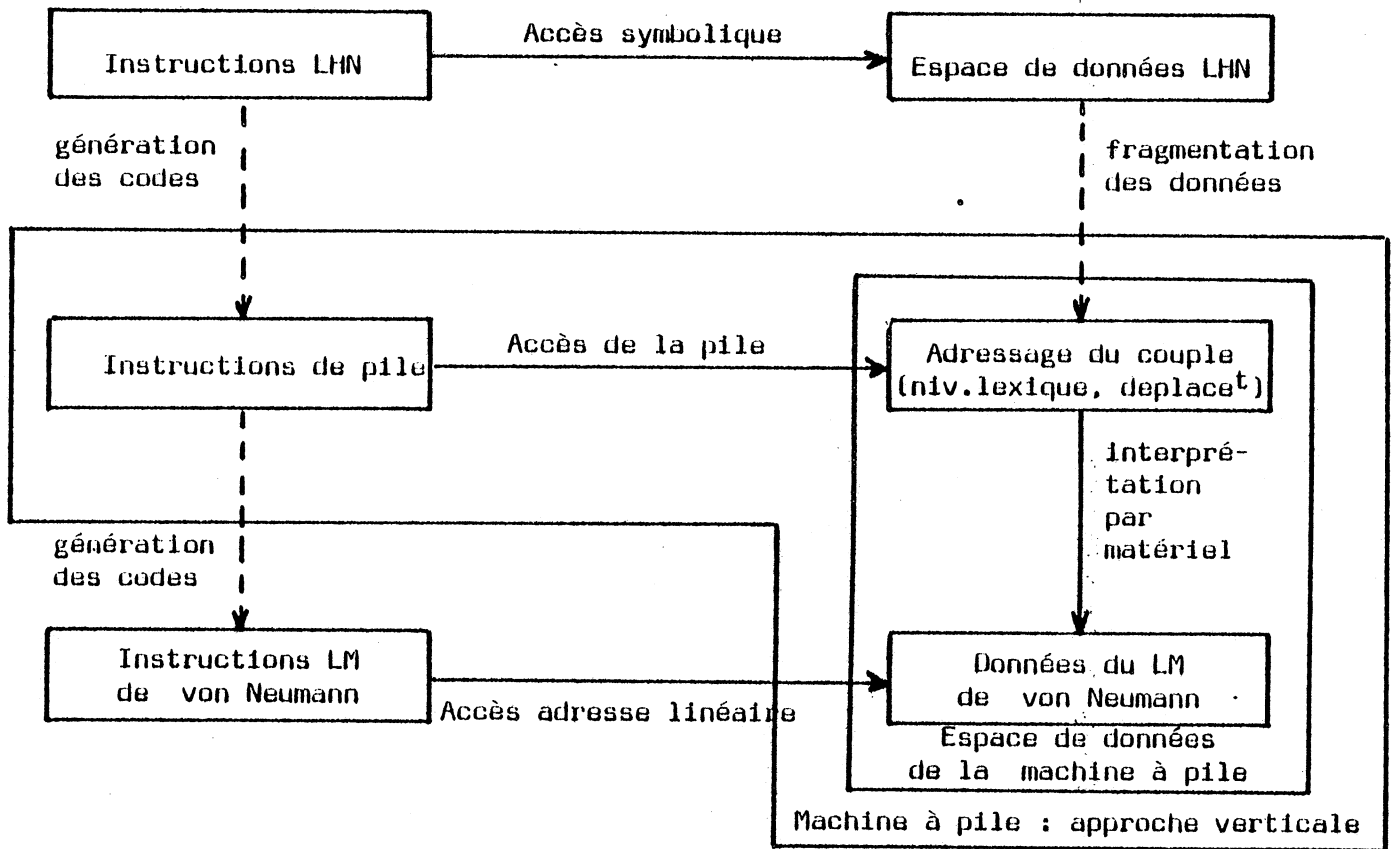 Instructions LHN
Accès symbolique
Espace de données LHN
génération
des codes
fragmentation
des données
Instructions de pile
Accès de la pile
Adressage du couple
(niv.lexique, deplaceᵗ)
interpré-
tation
par
matériel
génération
des codes
Instructions LM
de von Neumann
Accès adresse linéaire
Données du LM
de von Neumann
Espace de données
de la machine à pile
Machine à pile : approche verticale